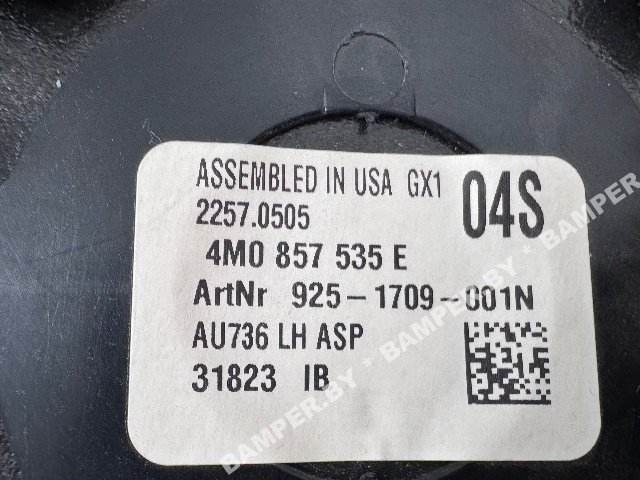 ASSEMBLED IN USA GX1 04S
2257.0505
4M0 857 535 E
ArtNr 925-1709-001N
AU736 LH ASP
31823 IB
BAMPER.BY * BAMPER.BY * BAMPER.BY